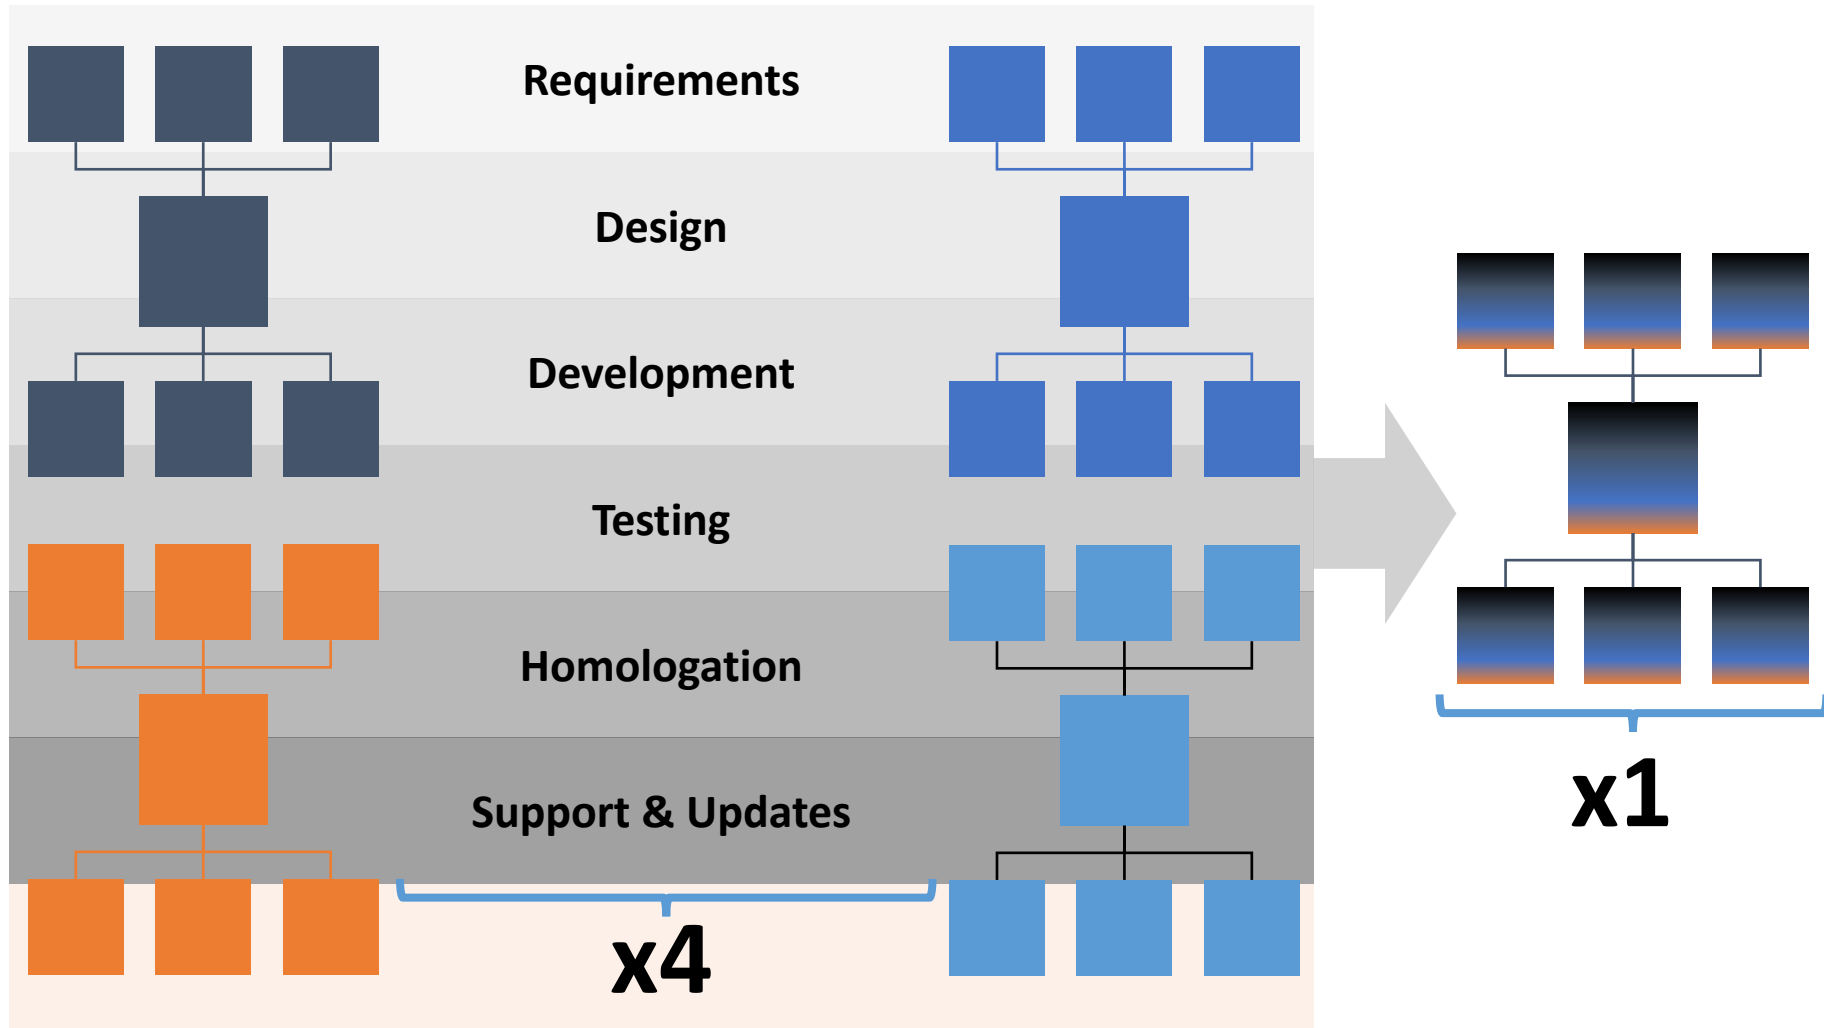 Requirements
Design
Development
Testing
Homologation
Support & Updates
x4
x1